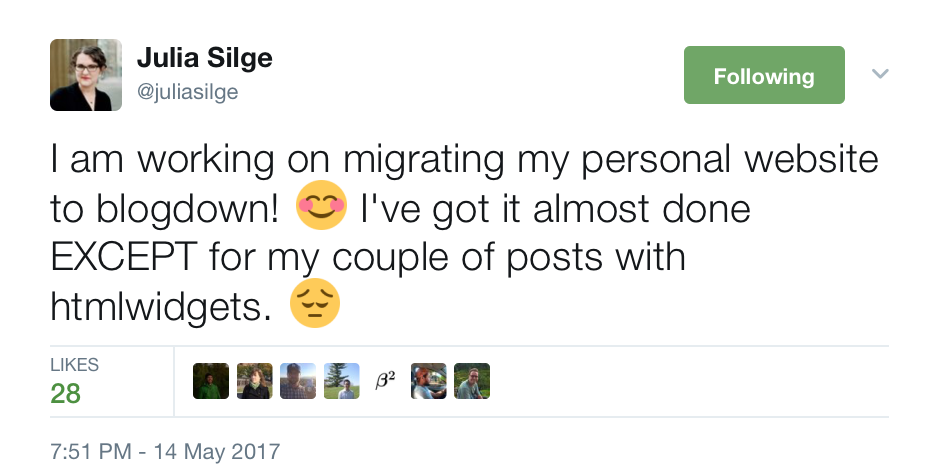 Julia Silge
@juliasilge
Following
I am working on migrating my personal website
to blogdown! 😊 I've got it almost done
EXCEPT for my couple of posts with
htmlwidgets. 😔
LIKES
28
β²
7:51 PM - 14 May 2017